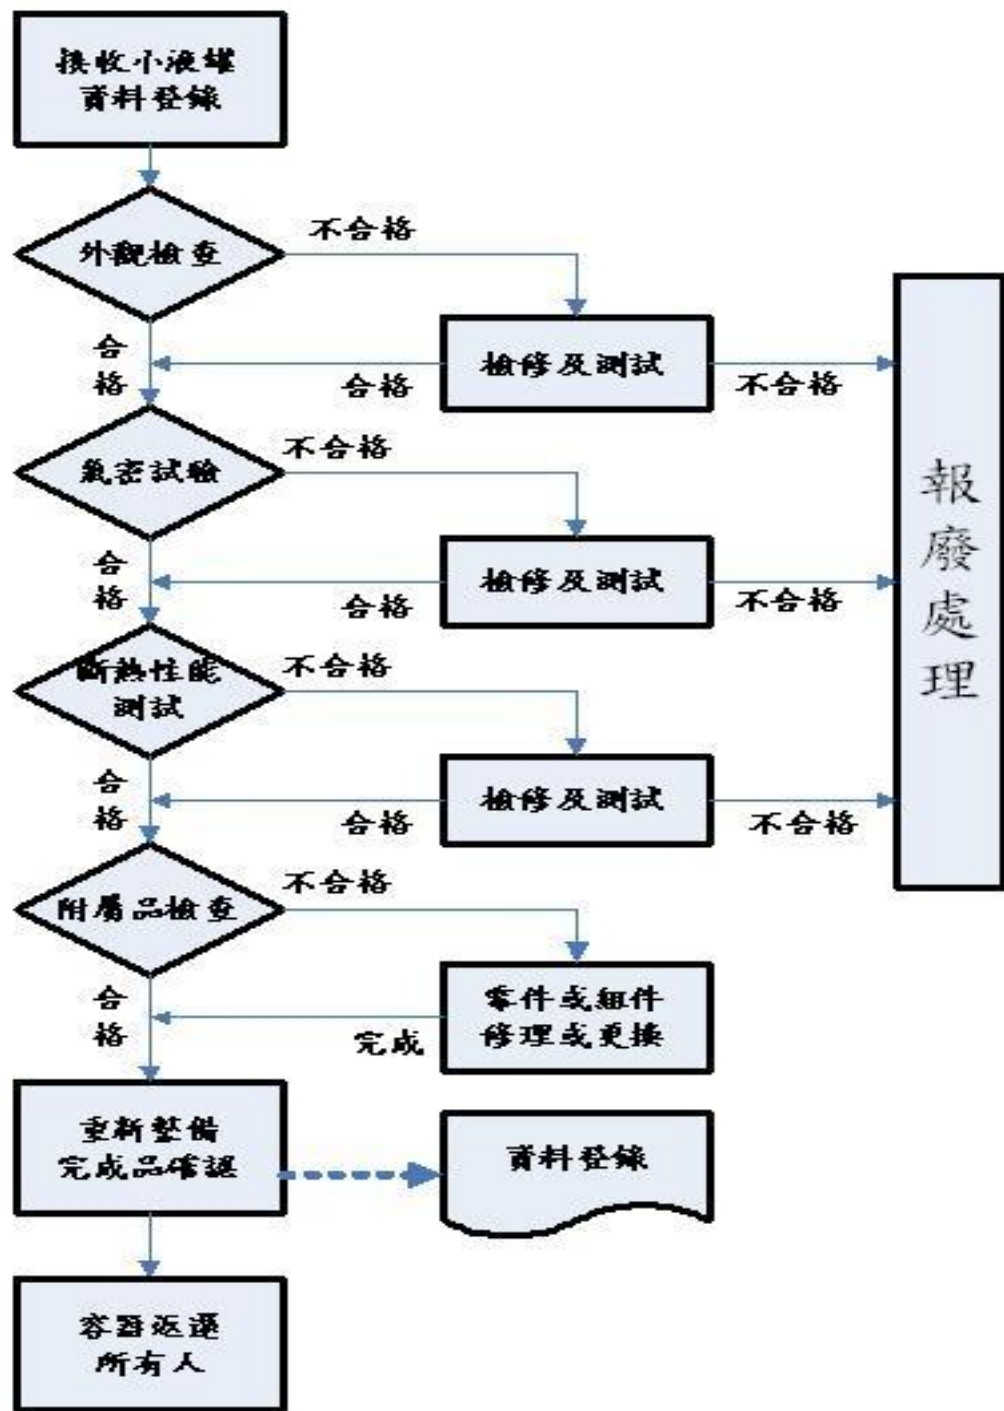 接收小液罐
資料登錄
外觀檢查
不合格
合
格
檢修及測試
合格
不合格
氣密試驗
不合格
合
格
檢修及測試
合格
不合格
斷熱性能
測試
不合格
合
格
檢修及測試
合格
不合格
報
廢
處
理
附屬品檢查
不合格
合
格
零件或組件
修理或更換
完成
重新整備
完成品確認
資料登錄
容器返還
所有人